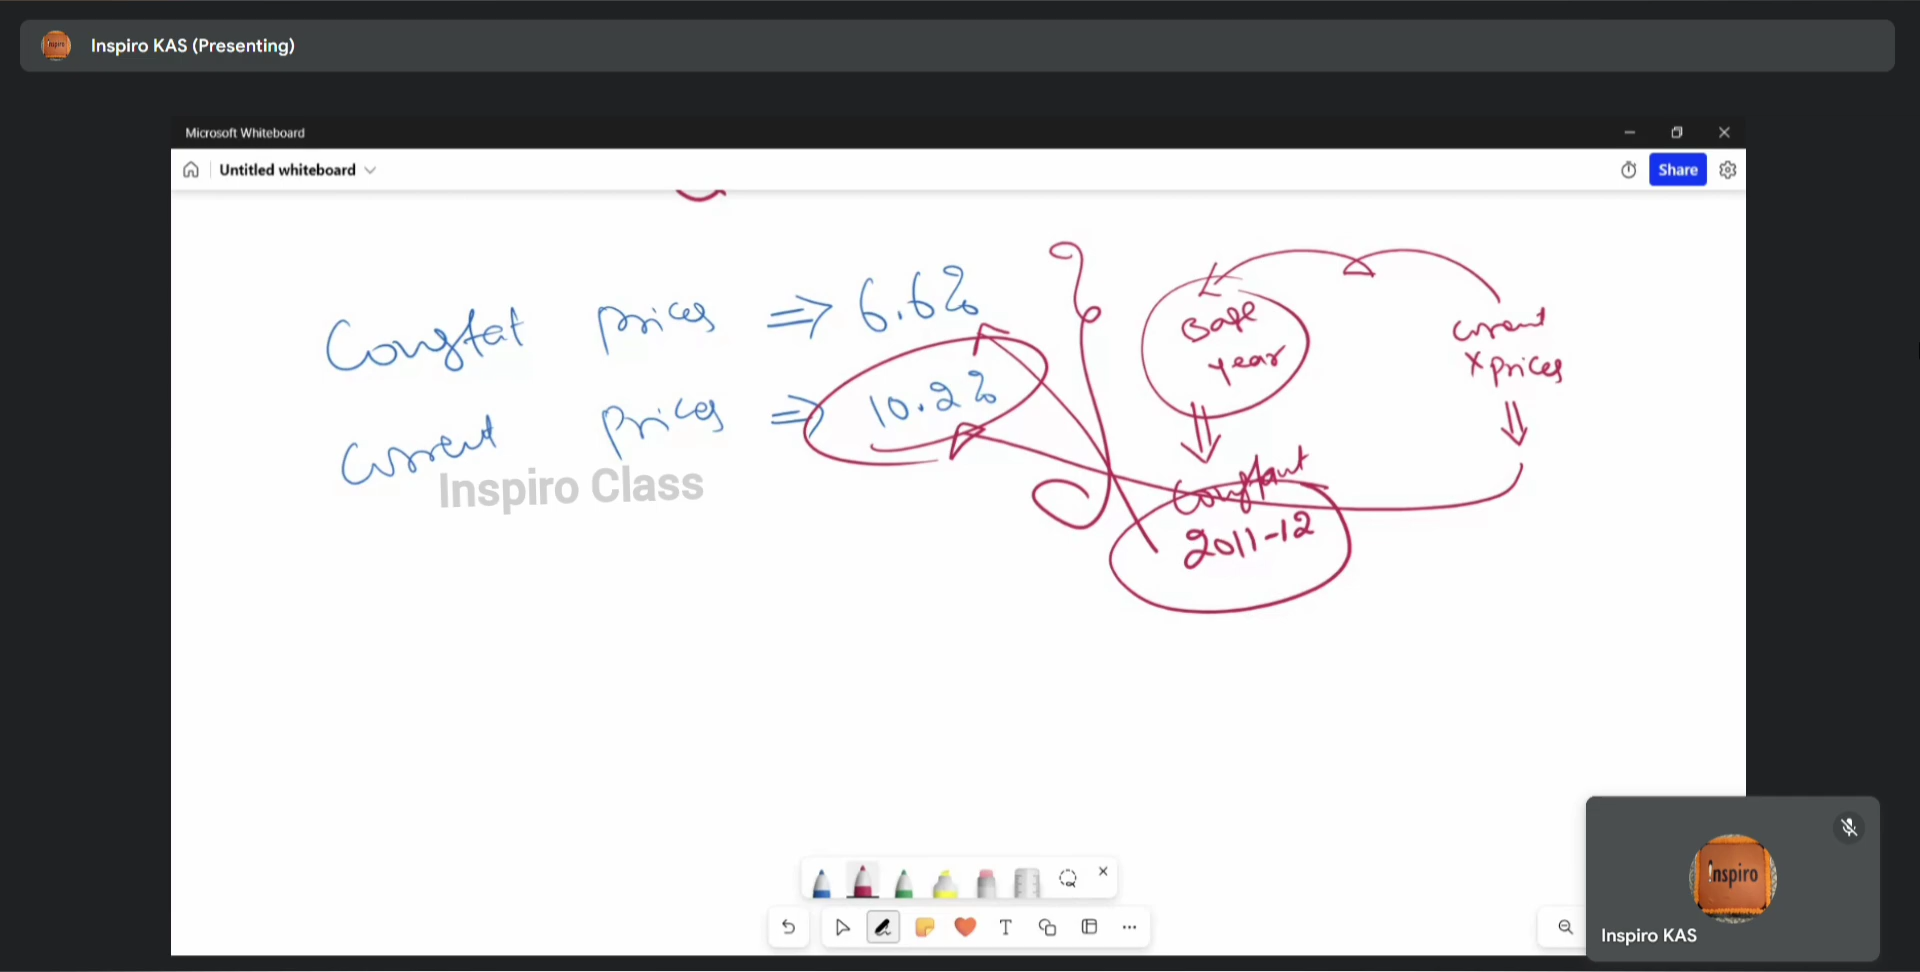 Inspiro KAS (Presenting)
Microsoft Whiteboard
Untitled whiteboard
Share
Constat prices ⇒ 6.6%
Current prices ⇒ 10.2%
Base
year
Current
x prices
Constant
2011-12
Inspiro Class
T
Inspiro
Inspiro KAS